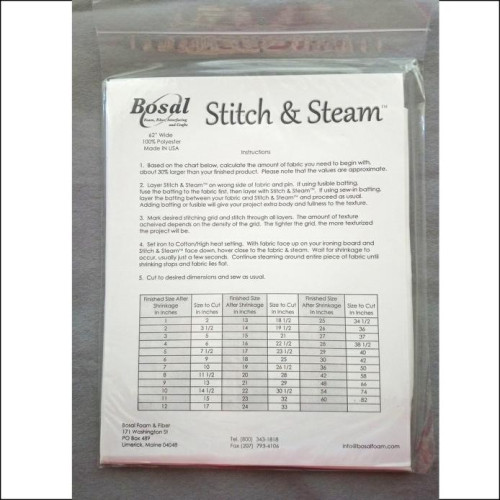 Bosal
Foam, Fiber Interfacing
and Crafts
Stitch & Steam™
62" Wide
100% Polyester
Made IN USA
Instructions
1. Based on the chart below, calculate the amount of fabric you need to begin with,
about 30% larger than your finished product. Please note that the values are approximate.
2. Layer Stitch & Steam™ on wrong side of fabric and pin. If using fusible batting,
fuse the batting to the fabric first, then layer with Stitch & Steam™. If using sew-in batting,
layer the batting between your fabric and Stitch & Steam™ and proceed as usual.
Adding batting or fusible will give your project extra body and fullness to the texture.
3. Mark desired stitching grid and stitch through all layers. The amount of texture
acheived depends on the density of the grid. The tighter the grid, the more texturized
the project will be.
4. Set iron to Cotton/High heat setting. With fabric face up on your ironing board and
Stitch & Steam™ face down, hover close to the fabric & steam. Wait for shrinkage to
occur, usually just a few seconds. Continue steaming around entire piece of fabric until
shrinking stops and fabric lies flat.
5. Cut to desired dimensions and sew as usual.
Finished Size After Shrinkage in Inches Size to Cut in Inches Finished Size After Shrinkage in Inches Size to Cut in Inches Finished Size After Shrinkage in Inches Size to Cut in Inches
1 2 13 18 1/2 25 34 1/2
2 3 1/2 14 19 1/2 26 36
3 5 15 21 27 37
4 6 16 22 1/2 28 38 1/2
5 7 1/2 17 23 1/2 29 40
6 9 18 25 30 42
7 10 19 26 1/2 36 50
8 11 1/2 20 28 42 58
9 13 21 29 48 66
10 14 1/2 22 30 1/2 54 74
11 15 23 32 60 82
12 17 24 33
Bosal Foam & Fiber
171 Washington St
PO Box 489
Limerick, Maine 04048
Tel. (800) 343-1818
Fax (207) 793-4106
info@bosalfoam.com